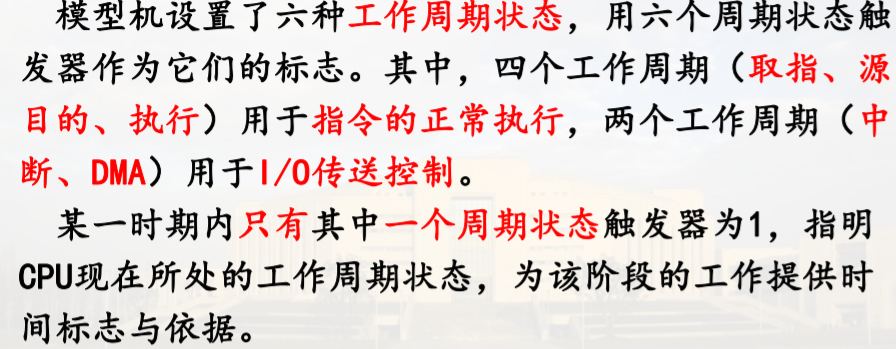 模型机设置了六种工作周期状态，用六个周期状态触
发器作为它们的标志。其中，四个工作周期（取指、源
目的、执行）用于指令的正常执行，两个工作周期（中
断、DMA）用于I/O传送控制。
某一时期内只有其中一个周期状态触发器为1，指明
CPU现在所处的工作周期状态，为该阶段的工作提供时
间标志与依据。